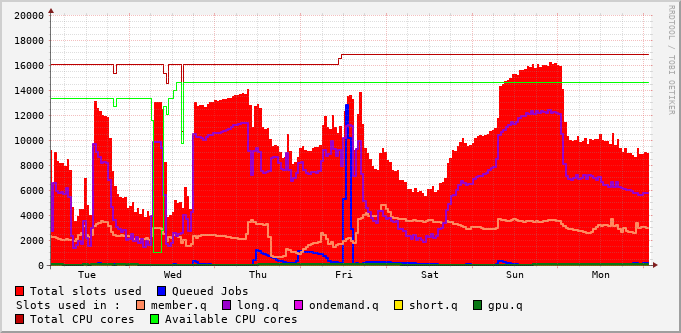 20000
18000
16000
14000
12000
10000
8000
6000
4000
2000
0
Tue Wed Thu Fri Sat Sun Mon
RRDTOOL / TOBI OETIKER
Total slots used Queued Jobs
Slots used in : member.q long.q ondemand.q short.q gpu.q
Total CPU cores Available CPU cores